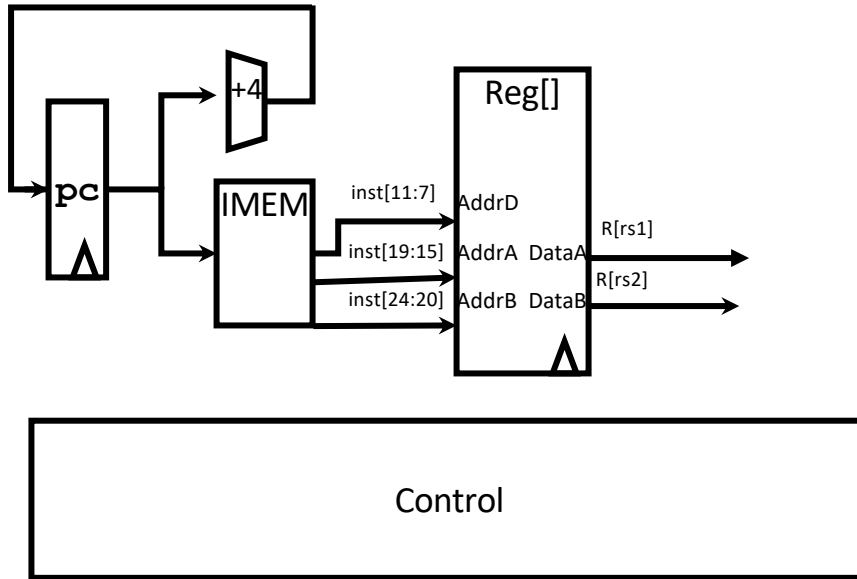 +4
Reg[]
pc
IMEM
inst[11:7]
AddrD
inst[19:15]
AddrA
DataA
R[rs1]
inst[24:20]
AddrB
DataB
R[rs2]
Control